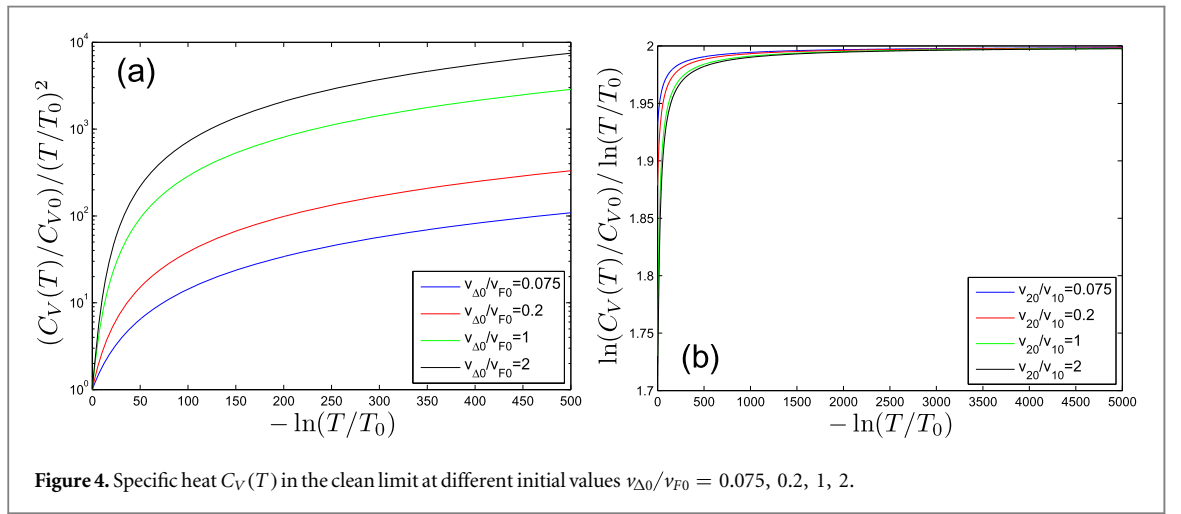 (a)
(C_V(T)/C_{V0})/(T/T_0)^2
10^4
10^3
10^2
10^1
10^0
0 50 100 150 200 250 300 350 400 450 500
− ln(T/T_0)
v_{Δ0}/v_{F0}=0.075
v_{Δ0}/v_{F0}=0.2
v_{Δ0}/v_{F0}=1
v_{Δ0}/v_{F0}=2
(b)
ln(C_V(T)/C_{V0})/ ln(T/T_0)
2
1.95
1.9
1.85
1.8
1.75
1.7
0 500 1000 1500 2000 2500 3000 3500 4000 4500 5000
− ln(T/T_0)
v_{20}/v_{10}=0.075
v_{20}/v_{10}=0.2
v_{20}/v_{10}=1
v_{20}/v_{10}=2
Figure 4. Specific heat C_V(T) in the clean limit at different initial values v_{Δ0}/v_{F0} = 0.075, 0.2, 1, 2.